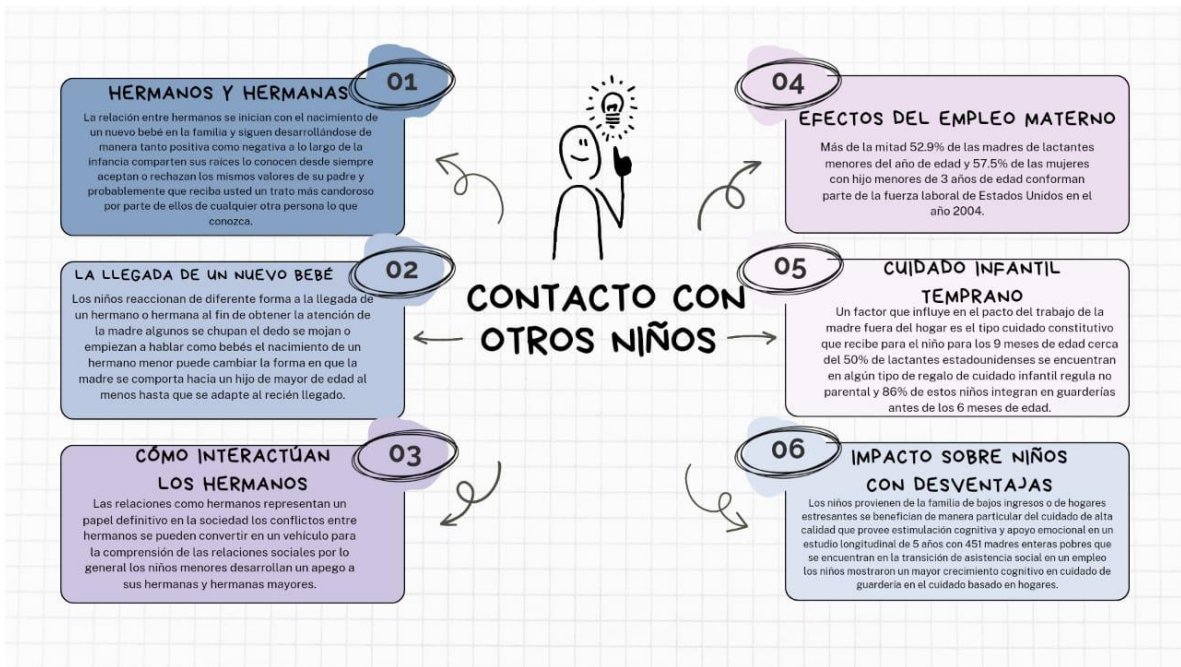 01
HERMANOS Y HERMANAS
La relación entre hermanos se inician con el nacimiento de
un nuevo bebé en la familia y siguen desarrollándose de
manera tanto positiva como negativa a lo largo de la
infancia comparten sus raíces lo conocen desde siempre
aceptan o rechazan los mismos valores de su padre y
probablemente que reciba usted un trato más candoroso
por parte de ellos de cualquier otra persona lo que
conozca.
02
LA LLEGADA DE UN NUEVO BEBÉ
Los niños reaccionan de diferente forma a la llegada de
un hermano o hermana al fin de obtener la atención de
la madre algunos se chupan el dedo se mojan o
empiezan a hablar como bebés el nacimiento de un
hermano menor puede cambiar la forma en que la
madre se comporta hacia un hijo de mayor de edad al
menos hasta que se adapte al recién llegado.
03
CÓMO INTERACTÚAN
LOS HERMANOS
Las relaciones como hermanos representan un
papel definitivo en la sociedad los conflictos entre
hermanos se pueden convertir en un vehículo para
la comprensión de las relaciones sociales por lo
general los niños menores desarrollan un apego a
sus hermanas y hermanas mayores.
CONTACTO CON
OTROS NIÑOS
04
EFECTOS DEL EMPLEO MATERNO
Más de la mitad 52.9% de las madres de lactantes
menores del año de edad y 57.5% de las mujeres
con hijo menores de 3 años de edad conforman
parte de la fuerza laboral de Estados Unidos en el
año 2004.
05
CUIDADO INFANTIL
TEMPRANO
Un factor que influye en el pacto del trabajo de la
madre fuera del hogar es el tipo cuidado constitutivo
que recibe para el niño para los 9 meses de edad cerca
del 50% de lactantes estadounidenses se encuentran
en algún tipo de regalo de cuidado infantil regula no
parental y 86% de estos niños integran en guarderías
antes de los 6 meses de edad.
06
IMPACTO SOBRE NIÑOS
CON DESVENTAJAS
Los niños provienen de la familia de bajos ingresos o de hogares
estresantes se benefician de manera particular del cuidado de alta
calidad que provee estimulación cognitiva y apoyo emocional en un
estudio longitudinal de 5 años con 451 madres enteras pobres que
se encuentran en la transición de asistencia social en un empleo
los niños mostraron un mayor crecimiento cognitivo en cuidado de
guardería en el cuidado basado en hogares.